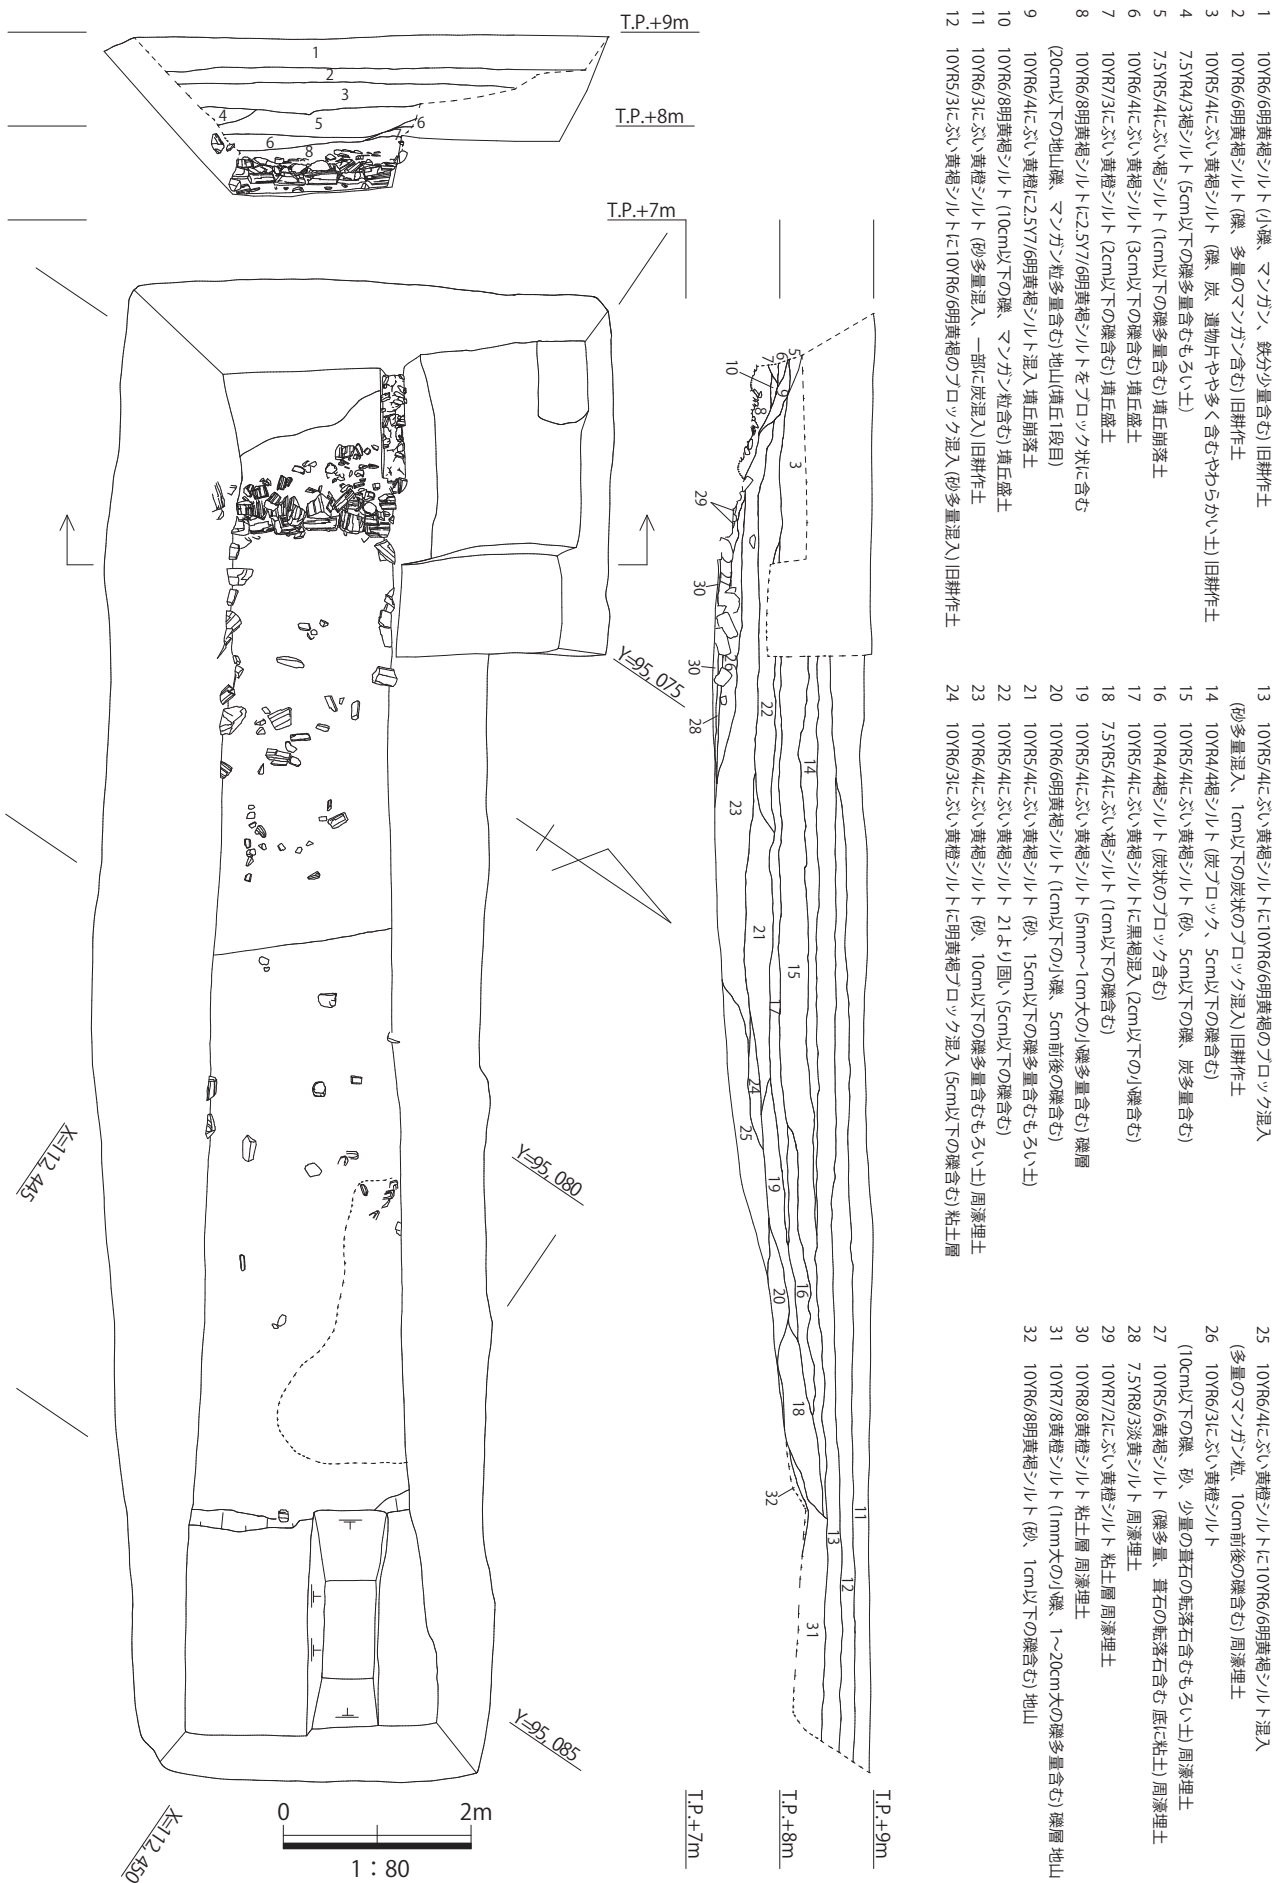 T.P.+9m
1
2
3
T.P.+8m
4
5
6
6
7
8
T.P.+7m
1　10YR6/6明黄褐シルト (小礫、マンガン、鉄分少量含む) 旧耕作土
2　10YR6/6明黄褐シルト (礫、多量のマンガン含む) 旧耕作土
3　10YR5/4にぶい黄褐シルト (礫、炭、遺物片やや多く含むやわらかい土) 旧耕作土
4　7.5YR4/3褐シルト (5cm以下の礫多量含むもろい土)
5　7.5YR5/4にぶい褐シルト (1cm以下の礫多量含む) 墳丘崩落土
6　10YR6/4にぶい黄褐シルト (3cm以下の礫含む) 墳丘盛土
7　10YR7/3にぶい黄橙シルト (2cm以下の礫含む) 墳丘盛土
8　10YR6/8明黄褐シルトに2.5Y7/6明黄褐シルトをブロック状に含む
(20cm以下の地山礫、マンガン粒多量含む) 地山(墳丘1段目)
9　10YR6/4にぶい黄橙に2.5Y7/6明黄褐シルト混入 墳丘崩落土
10　10YR6/8明黄褐シルト (10cm以下の礫、マンガン粒含む) 墳丘盛土
11　10YR6/3にぶい黄橙シルト (砂多量混入、一部に炭混入) 旧耕作土
12　10YR5/3にぶい黄褐シルトに10YR6/6明黄褐のブロック混入 (砂多量混入) 旧耕作土
13　10YR5/4にぶい黄褐シルトに10YR6/6明黄褐のブロック混入
(砂多量混入、1cm以下の炭状のブロック混入) 旧耕作土
14　10YR4/4褐シルト (炭ブロック、5cm以下の礫含む)
15　10YR5/4にぶい黄褐シルト (砂、5cm以下の礫、炭多量含む)
16　10YR4/4褐シルト (炭状のブロック含む)
17　10YR5/4にぶい黄褐シルトに黒褐混入 (2cm以下の小礫含む)
18　7.5YR5/4にぶい褐シルト (1cm以下の礫含む)
19　10YR5/4にぶい黄褐シルト (5mm～1cm大の小礫多量含む) 礫層
20　10YR6/6明黄褐シルト (1cm以下の小礫、5cm前後の礫含む)
21　10YR5/4にぶい黄褐シルト (砂、15cm以下の礫多量含むもろい土)
22　10YR5/4にぶい黄褐シルト 21より固い (5cm以下の礫含む)
23　10YR6/4にぶい黄褐シルト (砂、10cm以下の礫多量含むもろい土) 周濠埋土
24　10YR6/3にぶい黄橙シルトに明黄褐ブロック混入 (5cm以下の礫含む) 粘土層
25　10YR6/4にぶい黄橙シルトに10YR6/6明黄褐シルト混入
(多量のマンガン粒、10cm前後の礫含む) 周濠埋土
26　10YR6/3にぶい黄橙シルト
(10cm以下の礫、砂、少量の葺石の転落石含むもろい土) 周濠埋土
27　10YR5/6黄褐シルト (礫多量、葺石の転落石含む 底に粘土) 周濠埋土
28　7.5YR8/3淡黄シルト 周濠埋土
29　10YR7/2にぶい黄橙シルト 粘土層 周濠埋土
30　10YR8/8黄橙シルト 粘土層 周濠埋土
31　10YR7/8黄橙シルト (1mm大の小礫、1～20cm大の礫多量含む) 礫層 地山
32　10YR6/8明黄褐シルト (砂、1cm以下の礫含む) 地山
5
6
7
9
10
8
3
29
30
26
30
28
22
14
23
21
15
17
24
25
19
16
20
18
32
11
13
12
31
Y=95, 075
Y=95, 080
Y=95, 085
X=112, 445
X=112, 450
T.P.+7m
T.P.+8m
T.P.+9m
0　2m
1：80